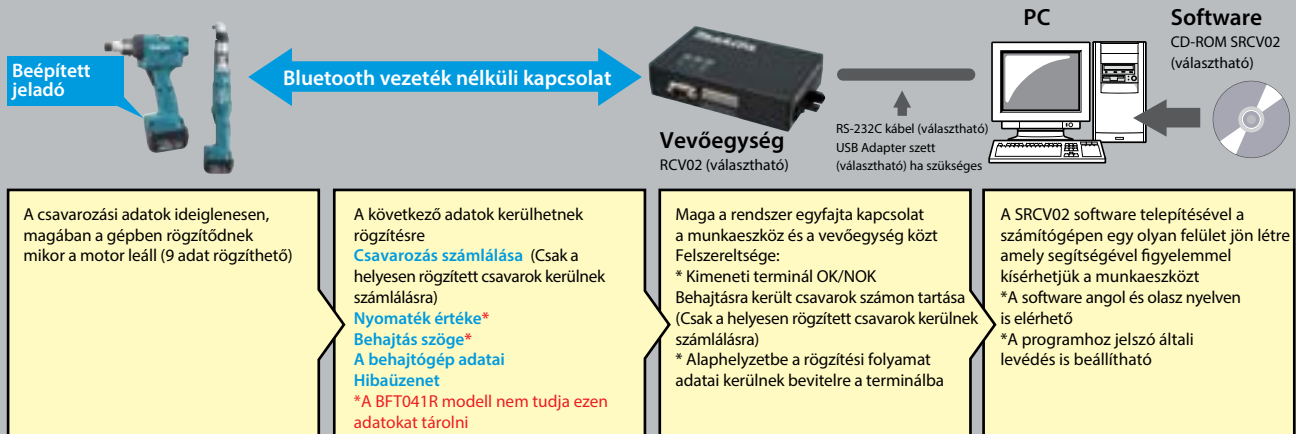 PC
Software
CD-ROM SRCV02
(választható)
Beépített
jeladó
Bluetooth vezeték nélküli kapcsolat
Vevőegység
RCV02 (választható)
RS-232C kábel (választható)
USB Adapter szett
(választható) ha szükséges
A csavarozási adatok ideiglenesen,
magában a gépben rögzítődnek
mikor a motor leáll (9 adat rögzíthető)
A következő adatok kerülhetnek
rögzítésre
Csavarozás számlálása (Csak a
helyesen rögzített csavarok kerülnek
számlálásra)
Nyomaték értéke*
Behajtás szöge*
A behajtógép adatai
Hibaüzenet
*A BFT041R modell nem tudja ezen
adatokat tárolni
Maga a rendszer egyfajta kapcsolat
a munkaeszköz és a vevőegység közt
Felszereltsége:
* Kimeneti terminál OK/NOK
Behajtásra került csavarok számon tartása
(Csak a helyesen rögzített csavarok kerülnek
számlálásra)
* Alaphelyzetbe a rögzítési folyamat
adatai kerülnek bevitelre a terminálba
A SRCV02 software telepítésével a
számítógépen egy olyan felület jön létre
amely segítségével figyelemmel
kísérhetjük a munkaeszközt
*A software angol és olasz nyelven
is elérhető
*A programhoz jelszó általi
levédés is beállítható